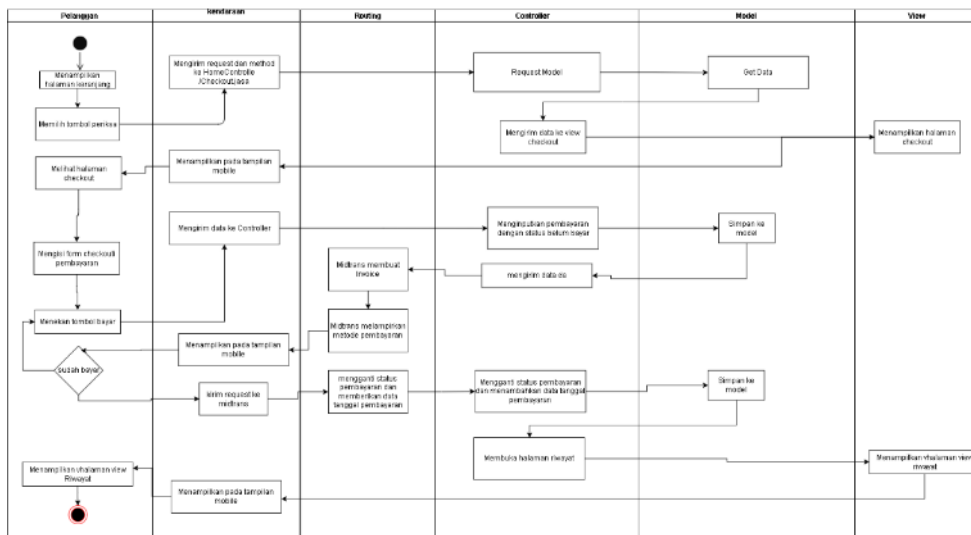 Pelanggan
Kendaraan
Routing
Controller
Model
View
Menampilkan
halaman keranjang
Mengirim request dan method
ke HomeController
/Checkoutjasa
Request Model
Get Data
Memilih tombol periksa
Mengirim data ke view
checkout
Menampilkan halaman
checkout
Melihat halaman
checkout
Menampilkan pada tampilan
mobile
Mengirim data ke Controller
Menginputkan pembayaran
dengan status belum bayar
Simpan ke
model
Mengisi form checkout
pembayaran
Midtrans membuat
Invoice
mengirim data
Menekan tombol bayar
Midtrans melampirkan
metode pembayaran
Menampilkan pada tampilan
mobile
sudah bayar
kirim request ke
midtrans
mengganti status
pembayaran dan
memberikan data
tanggal pembayaran
Mengganti status pembayaran
dan menambahkan data tanggal
pembayaran
Simpan ke
model
Membuka halaman riwayat
Menampilkan vhalaman view
riwayat
Menampilkan vhalaman view
Riwayat
Menampilkan pada tampilan
mobile